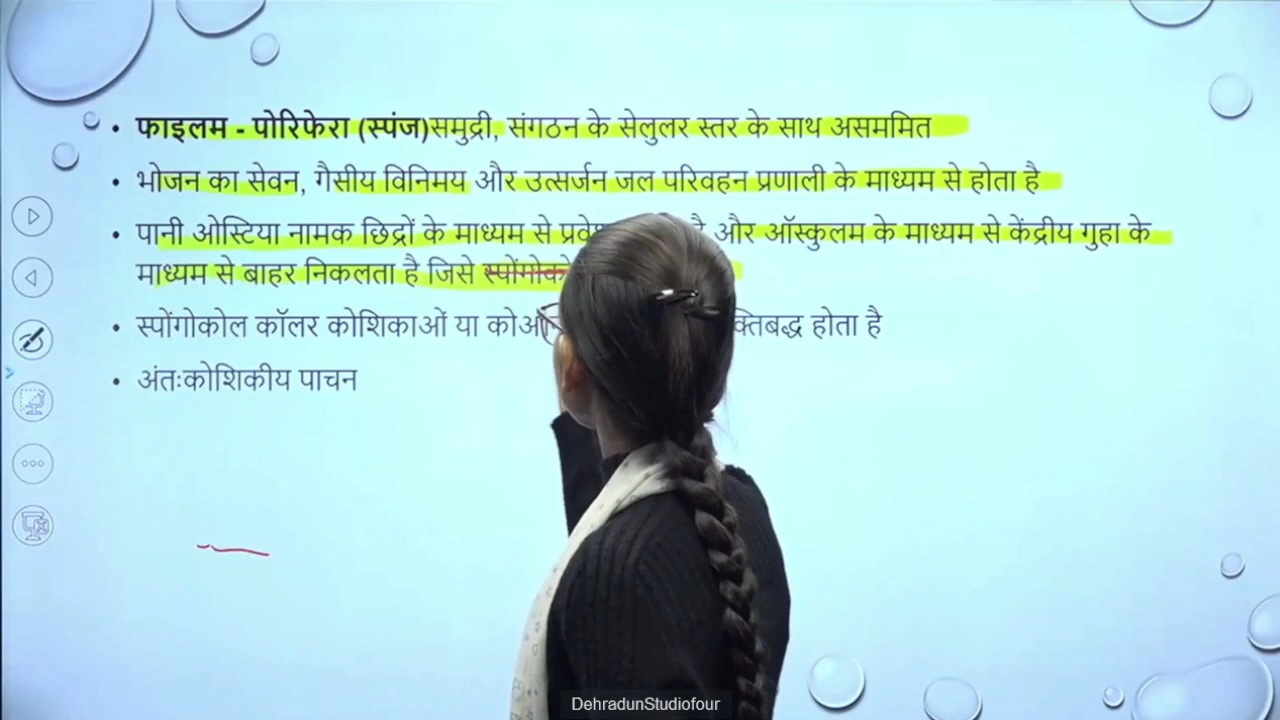 • फाइलम - पोरिफेरा (स्पंज)समुद्री, संगठन के सेलुलर स्तर के साथ असममित
• भोजन का सेवन, गैसीय विनिमय और उत्सर्जन जल परिवहन प्रणाली के माध्यम से होता है
• पानी ओस्टिया नामक छिद्रों के माध्यम से और ऑस्कुलम के माध्यम से केंद्रीय गुहा के
माध्यम से बाहर निकलता है जिसे
• स्पोंगोकोल कॉलर कोशिकाओं या होता है
• अंतःकोशिकीय पाचन
DehradunStudiofour